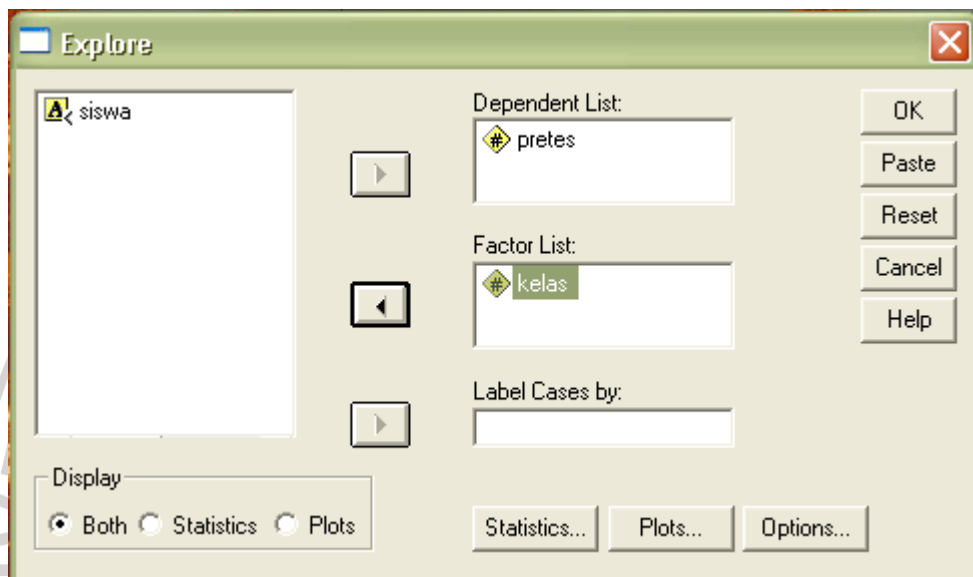 Explore
siswa
Dependent List:
pretes
Factor List:
kelas
Label Cases by:
OK
Paste
Reset
Cancel
Help
Display
Both Statistics Plots
Statistics... Plots... Options...